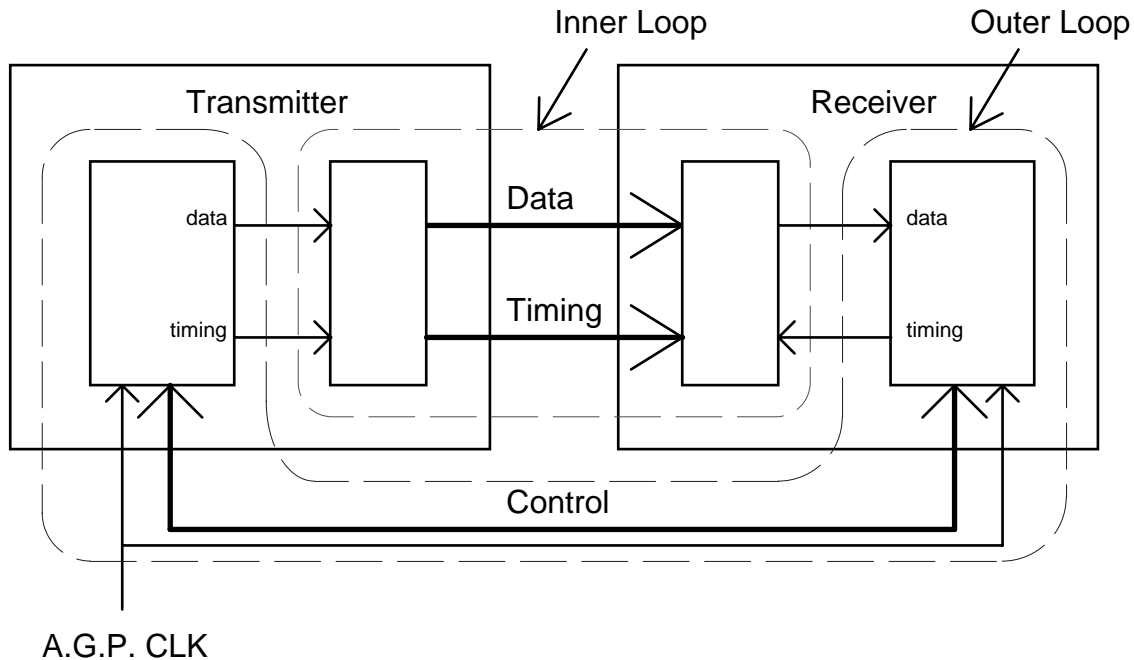 Inner Loop
Outer Loop
Transmitter
Receiver
Data
data
data
Timing
timing
timing
Control
A.G.P. CLK